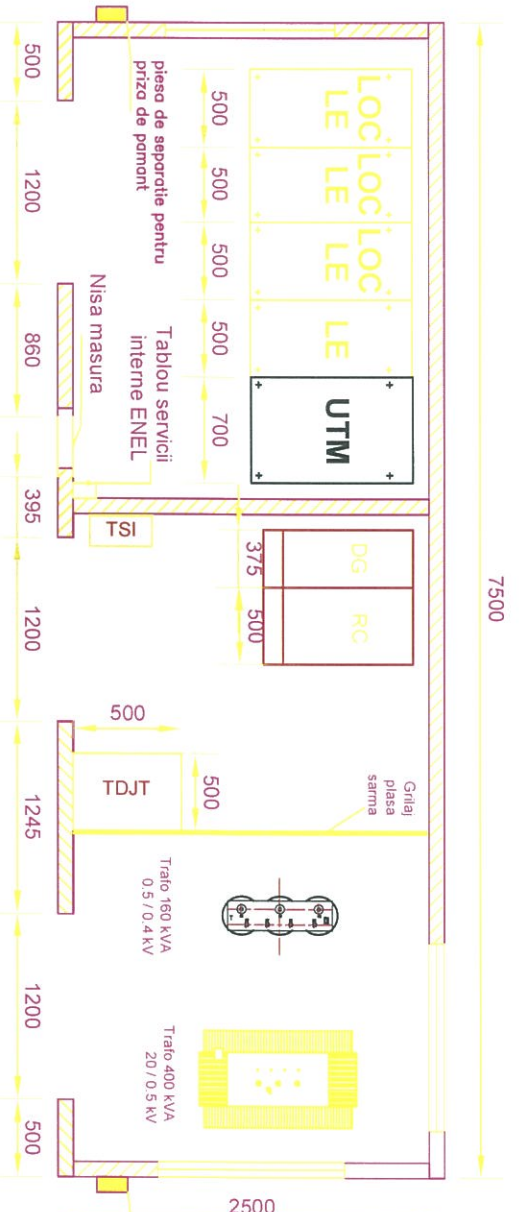 7500
2500
LOC
LE
LOC
LE
LOC
LE
LE
UTM
500
500
500
500
700
piesa de separatie pentru
priza de pamant
Tablou servicii
interne ENEL
Nisa masura
TSI
DG
RC
375
500
500
TDJT
500
Grilaj
plasa
sarma
Trafo 160 kVA
0.5 / 0.4 kV
Trafo 400 kVA
20 / 0.5 kV
500
1200
860
395
1200
1245
1200
500